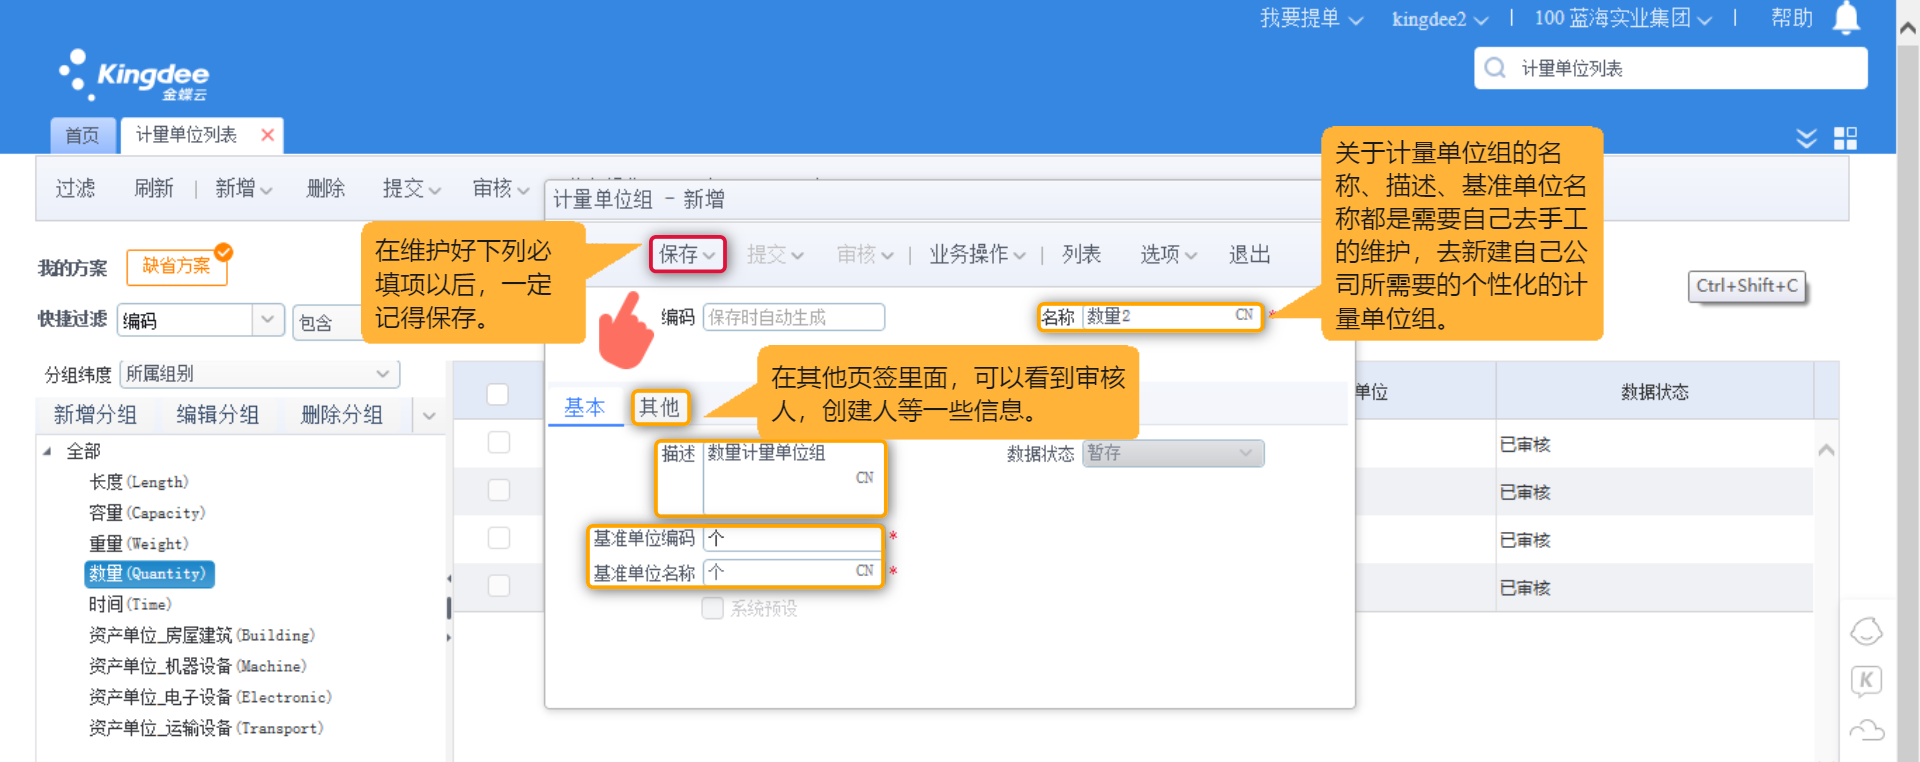 我要提单 kingdee2 | 100 蓝海实业集团 | 帮助
Kingdee
金蝶云
计量单位列表
首页 计量单位列表 ×
过滤 刷新 | 新增 删除 提交 审核
计量单位组 - 新增
关于计量单位组的名
称、描述、基准单位名
称都是需要自己去手工
的维护，去新建自己公
司所需要的个性化的计
量单位组。
在维护好下列必
填项以后，一定
记得保存。
保存 提交 审核 | 业务操作 | 列表 选项 退出
我的方案 缺省方案
Ctrl+Shift+C
快捷过滤 编码 包含
编码 保存时自动生成 名称 数量2 CN *
在其他页签里面，可以看到审核
人，创建人等一些信息。
分组纬度 所属组别
新增分组 编辑分组 删除分组
基本 其他
单位 数据状态
描述 数量计量单位组 CN
数据状态 暂存
基准单位编码 个 *
基准单位名称 个 CN *
系统预设
全部
长度(Length)
容量(Capacity)
重量(Weight)
数量(Quantity)
时间(Time)
资产单位_房屋建筑(Building)
资产单位_机器设备(Machine)
资产单位_电子设备(Electronic)
资产单位_运输设备(Transport)
已审核
已审核
已审核
已审核
K